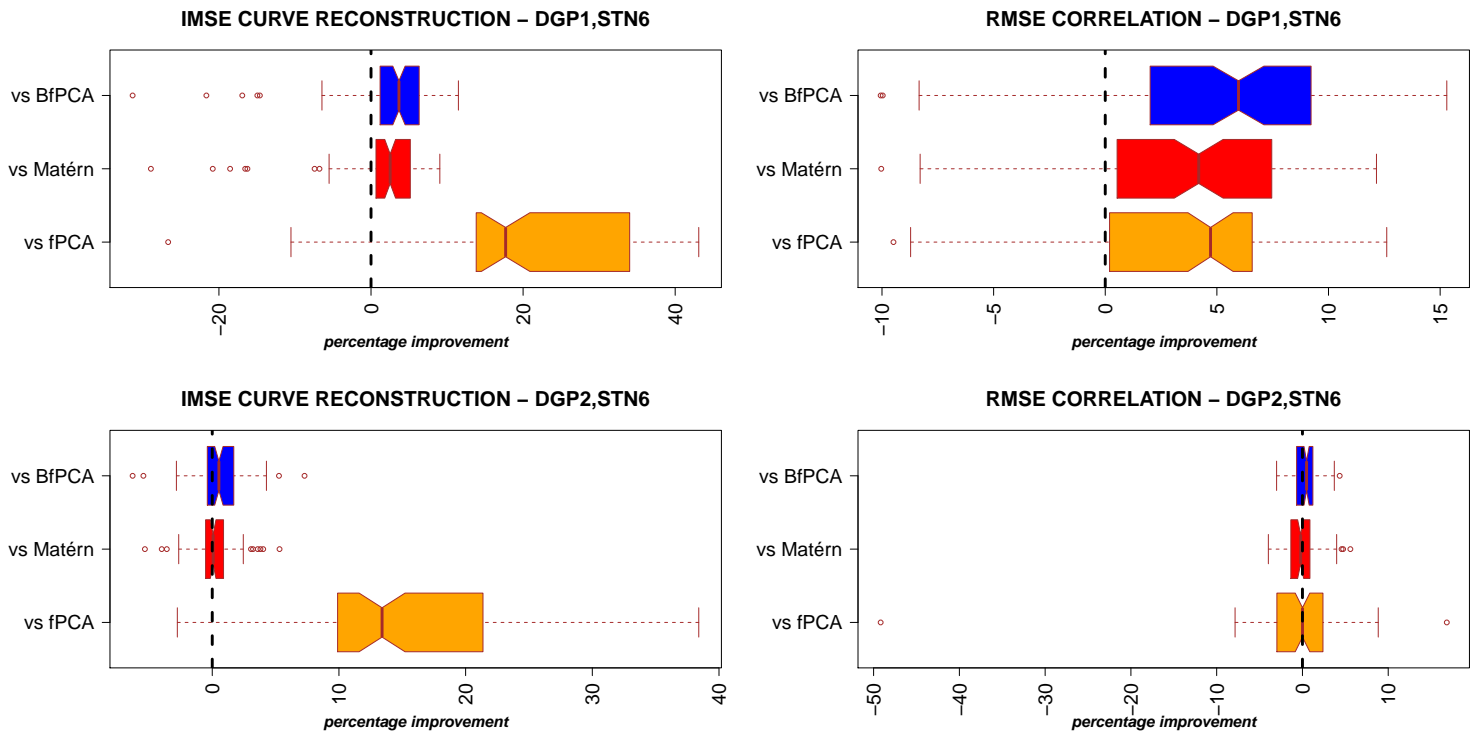 IMSE CURVE RECONSTRUCTION – DGP1,STN6
vs BfPCA
vs Matérn
vs fPCA
−20
0
20
40
percentage improvement
RMSE CORRELATION – DGP1,STN6
vs BfPCA
vs Matérn
vs fPCA
−10
−5
0
5
10
15
percentage improvement
IMSE CURVE RECONSTRUCTION – DGP2,STN6
vs BfPCA
vs Matérn
vs fPCA
0
10
20
30
40
percentage improvement
RMSE CORRELATION – DGP2,STN6
vs BfPCA
vs Matérn
vs fPCA
−50
−40
−30
−20
−10
0
10
percentage improvement